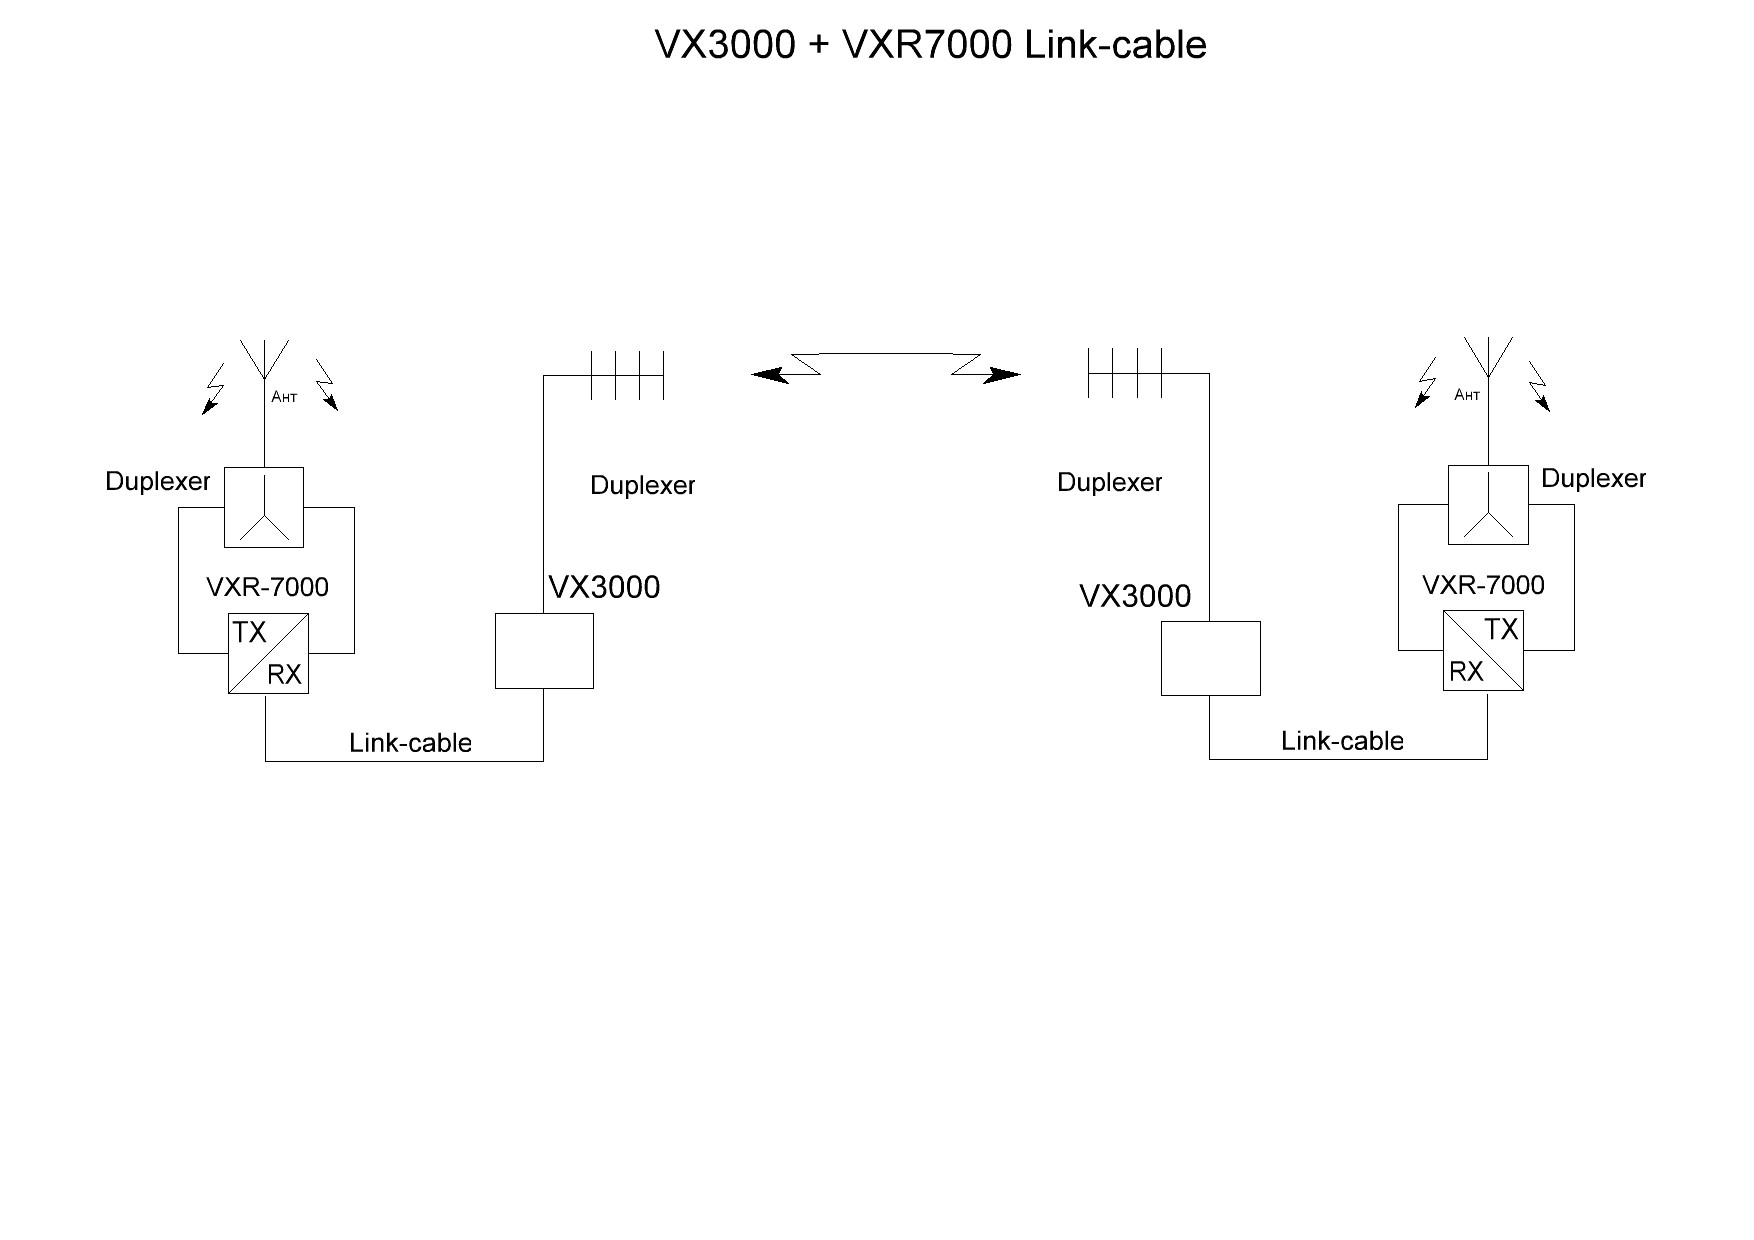 VX3000 + VXR7000 Link-cable
Ант
Ант
Duplexer
Duplexer
Duplexer
Duplexer
VXR-7000
VX3000
VX3000
VXR-7000
TX
RX
TX
RX
Link-cable
Link-cable